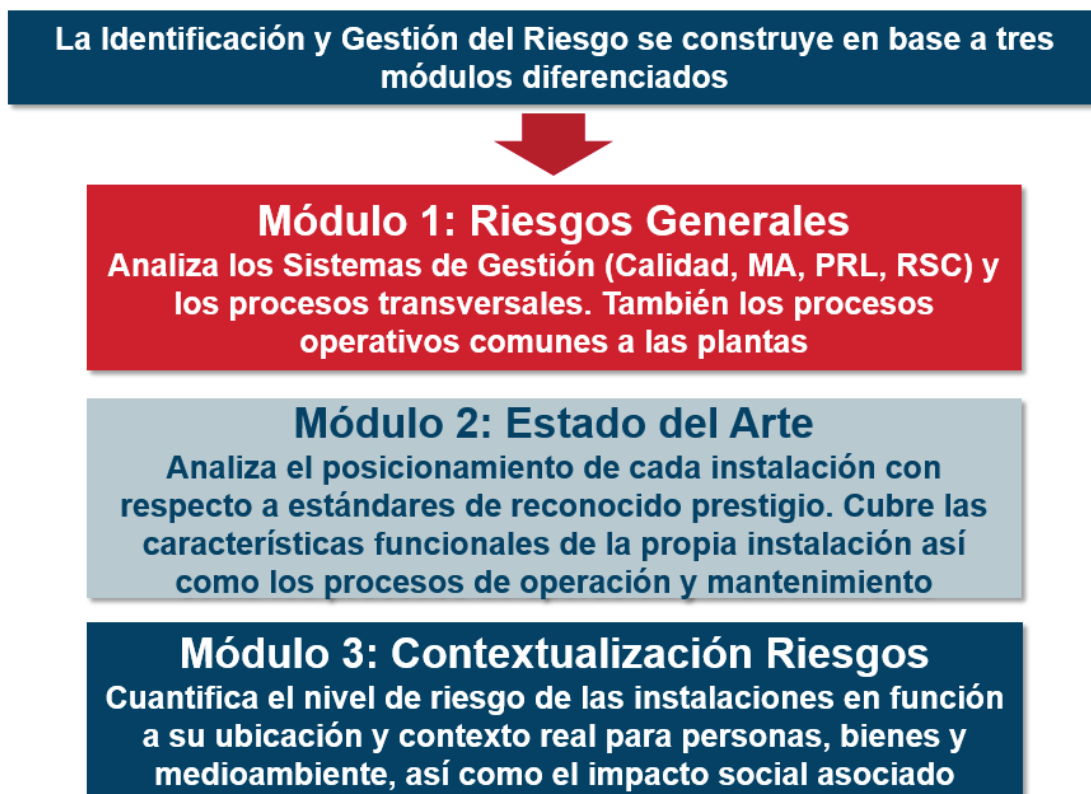 La Identificación y Gestión del Riesgo se construye en base a tres
módulos diferenciados
Módulo 1: Riesgos Generales
Analiza los Sistemas de Gestión (Calidad, MA, PRL, RSC) y
los procesos transversales. También los procesos
operativos comunes a las plantas
Módulo 2: Estado del Arte
Analiza el posicionamiento de cada instalación con
respecto a estándares de reconocido prestigio. Cubre las
características funcionales de la propia instalación así
como los procesos de operación y mantenimiento
Módulo 3: Contextualización Riesgos
Cuantifica el nivel de riesgo de las instalaciones en función
a su ubicación y contexto real para personas, bienes y
medioambiente, así como el impacto social asociado